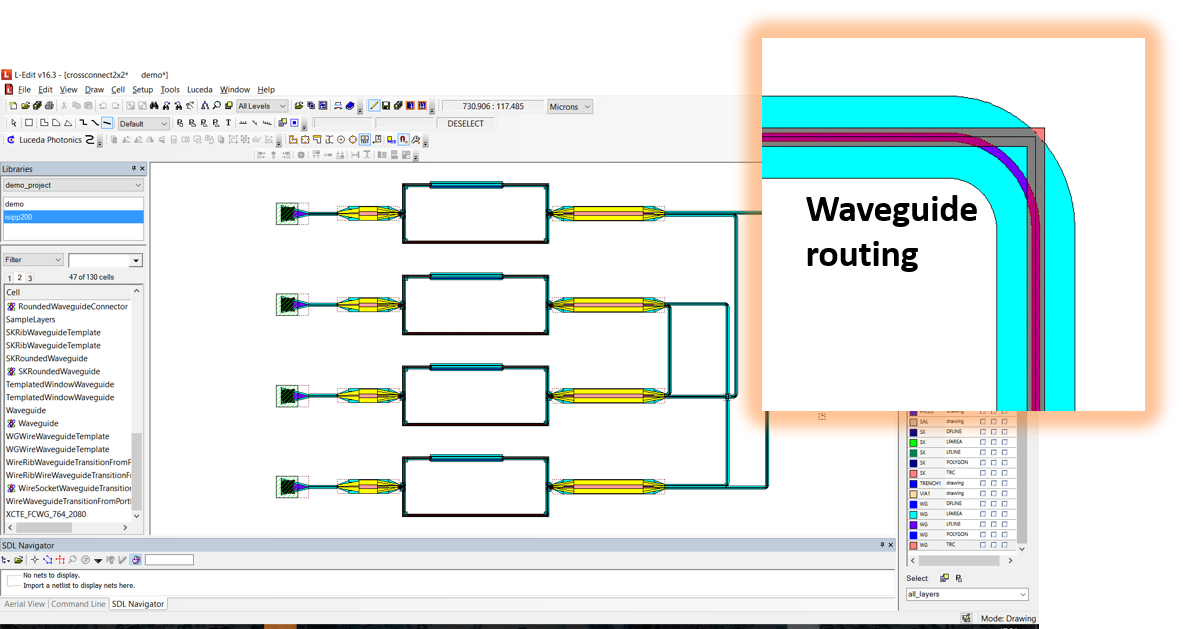 L-Edit v16.3 - [crossconnect2x2* demo*]
File Edit View Draw Cell Setup Tools Luceda Window Help
All Levels
730.906 : 117.485
Microns
Default
DESELECT
Luceda Photonics
Libraries
demo_project
demo
isipp200
Filter
1 2 3
47 of 130 cells
Cell
RoundedWaveguideConnector
SampleLayers
SKRibWaveguideTemplate
SKRibWaveguideTemplate
SKRoundedWaveguide
SKRoundedWaveguide
TemplatedWindowWaveguide
TemplatedWindowWaveguide
Waveguide
Waveguide
WGWireWaveguideTemplate
WGWireWaveguideTemplate
WireRibWaveguideTransitionFromP
WireRibWireWaveguideTransitionF
WireSocketWaveguideTransition
WireWaveguideTransitionFromPort
XCTE_FCWG_764_2080
Waveguide
routing
SAL drawing
SK DFLINE
SK LFAREA
SK LFLINE
SK POLYGON
SK TRC
TRENCH1 drawing
VIA1 drawing
WG DFLINE
WG LFAREA
WG LFLINE
WG POLYGON
WG TRC
Select
all_layers
SDL Navigator
No nets to display.
Import a netlist to display nets here.
Aerial View Command Line SDL Navigator
Mode: Drawing